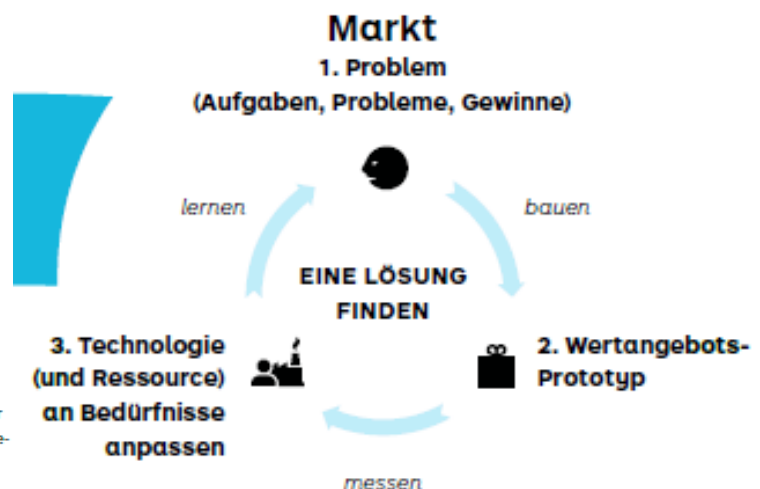 Markt
1. Problem
(Aufgaben, Probleme, Gewinne)
lernen
bauen
EINE LÖSUNG
FINDEN
3. Technologie
(und Ressource)
an Bedürfnisse
anpassen
2. Wertangebots-
Prototyp
messen